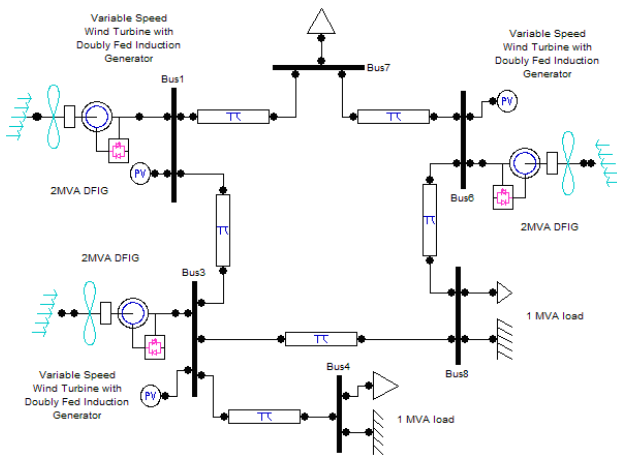 Variable Speed
Wind Turbine with
Doubly Fed Induction
Generator
Bus1
Bus7
Variable Speed
Wind Turbine with
Doubly Fed Induction
Generator
π
π
PV
PV
2MVA DFIG
Bus6
2MVA DFIG
π
π
2MVA DFIG
Bus3
1 MVA load
π
Bus4
Bus8
Variable Speed
Wind Turbine with
Doubly Fed Induction
Generator
PV
π
1 MVA load